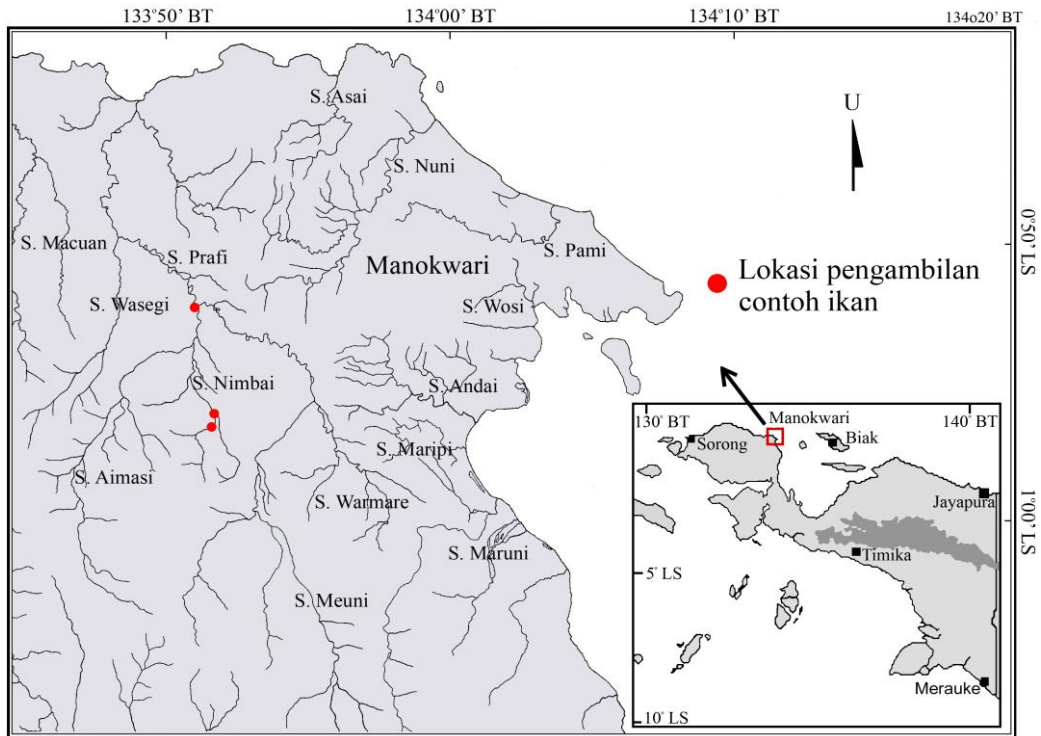 133°50' BT
134°00' BT
134°10' BT
134o20' BT
S. Asai
U
S. Nuni
S. Macuan
S. Prafi
Manokwari
S. Pami
0°50' LS
Lokasi pengambilan
contoh ikan
S. Wasegi
S. Wosi
S. Nimbai
S. Andai
130° BT
140° BT
Manokwari
Sorong
Biak
S. Maripi
S. Aimasi
S. Warmare
Jayapura
1°00' LS
S. Maruni
Timika
5° LS
S. Meuni
Merauke
10° LS